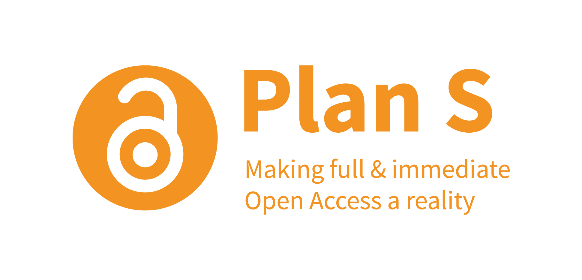 Plan S
Making full & immediate
Open Access a reality